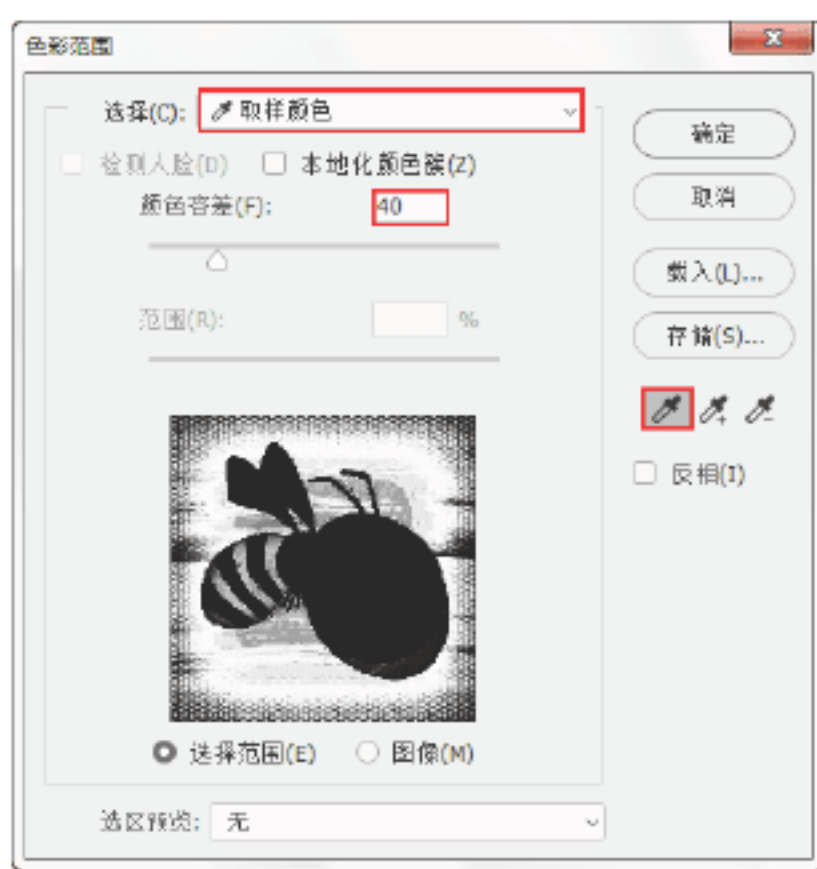 色彩范围
选择(C): 取样颜色
检测人脸(D) 本地化颜色簇(Z)
颜色容差(F): 40
范围(R): %
选择范围(E) 图像(M)
选区预览: 无
确定
取消
载入(L)...
存储(S)...
反相(I)